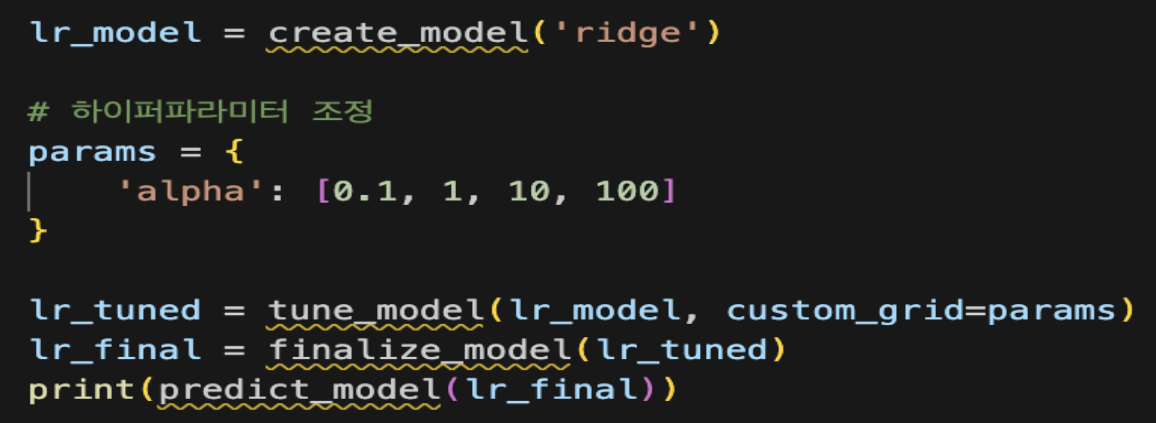 lr_model = create_model('ridge')
# 하이퍼파라미터 조정
params = {
'alpha': [0.1, 1, 10, 100]
}
lr_tuned = tune_model(lr_model, custom_grid=params)
lr_final = finalize_model(lr_tuned)
print(predict_model(lr_final))